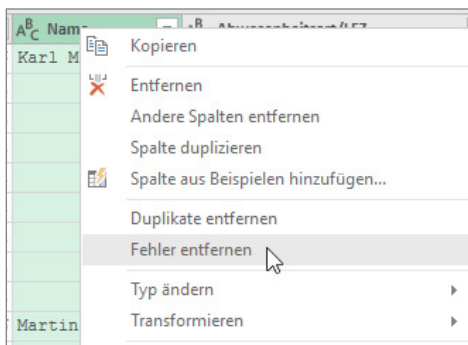 ABC Name
Kopieren
Karl M
Entfernen
Andere Spalten entfernen
Spalte duplizieren
Spalte aus Beispielen hinzufügen...
Duplikate entfernen
Fehler entfernen
Typ ändern
Martin
Transformieren